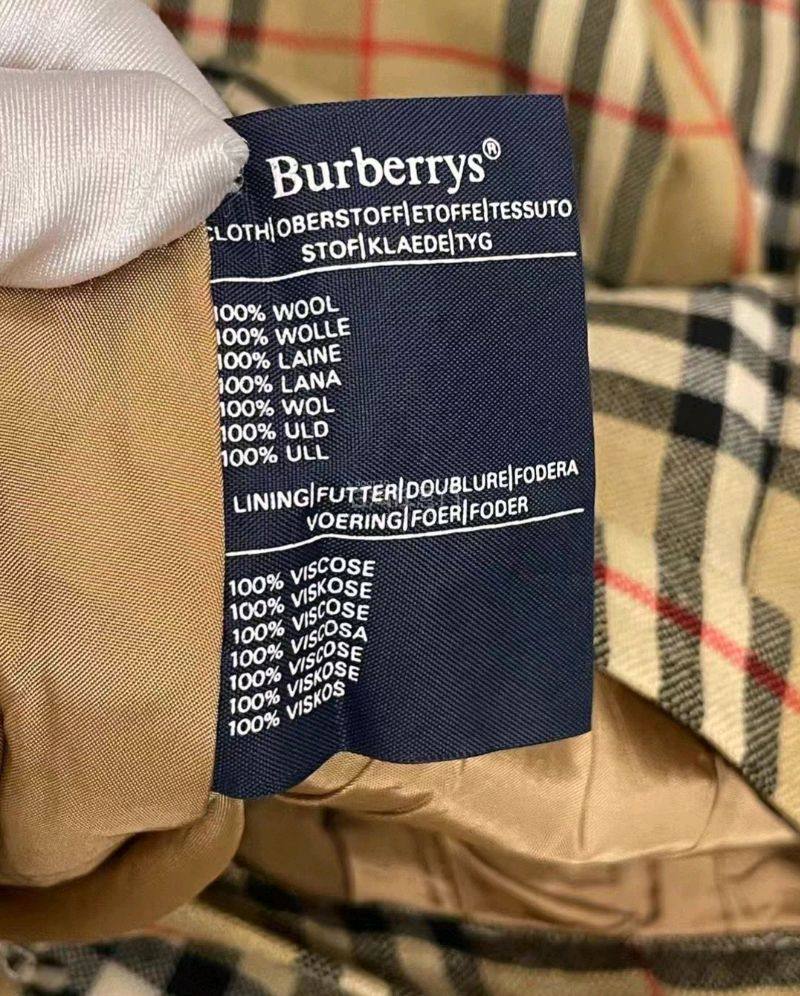 Burberrys®
CLOTH|OBERSTOFF|ETOFFE|TESSUTO
STOF|KLAEDE|TYG
100% WOOL
100% WOLLE
100% LAINE
100% LANA
100% WOL
100% ULD
100% ULL
LINING|FUTTER|DOUBLURE|FODERA
VOERING|FOER|FODER
100% VISCOSE
100% VISKOSE
100% VISCOSE
100% VISCOSA
100% VISCOSE
100% VISKOSE
100% VISKOS